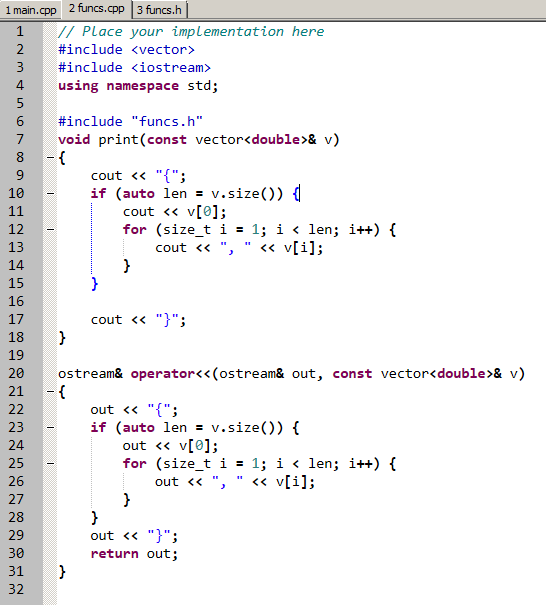 1 main.cpp 2 funcs.cpp 3 funcs.h
1 // Place your implementation here
2 #include <vector>
3 #include <iostream>
4 using namespace std;
5
6 #include "funcs.h"
7 void print(const vector<double>& v)
8 {
9 cout << "{";
10 if (auto len = v.size()) {
11 cout << v[0];
12 for (size_t i = 1; i < len; i++) {
13 cout << ", " << v[i];
14 }
15 }
16
17 cout << "}";
18 }
19
20 ostream& operator<<(ostream& out, const vector<double>& v)
21 {
22 out << "{";
23 if (auto len = v.size()) {
24 out << v[0];
25 for (size_t i = 1; i < len; i++) {
26 out << ", " << v[i];
27 }
28 }
29 out << "}";
30 return out;
31 }
32